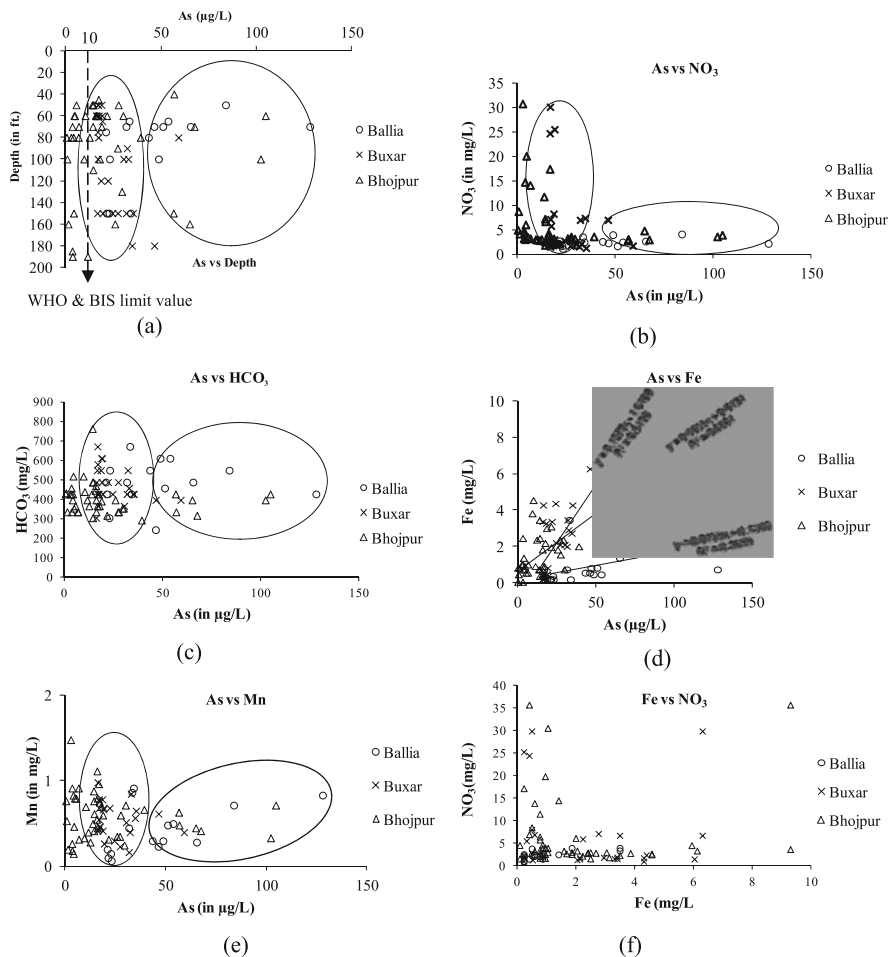 As (µg/L)
0 10 50 100 150
0
20
40
60
80
100
120
140
160
180
200
Depth (in ft.)
Ballia
Buxar
Bhojpur
As vs Depth
WHO & BIS limit value
(a)
As vs NO3
35
30
25
20
15
10
5
0
NO3 (in mg/L)
Ballia
Buxar
Bhojpur
0 50 100 150
As (in µg/L)
(b)
As vs HCO3
900
800
700
600
500
400
300
200
100
0
HCO3 (mg/L)
Ballia
Buxar
Bhojpur
0 50 100 150
As (in µg/L)
(c)
As vs Fe
10
8
6
4
2
0
Fe (mg/L)
Ballia
Buxar
Bhojpur
0 50 100 150
As (µg/L)
(d)
As vs Mn
2
1
0
Mn (in mg/L)
Ballia
Buxar
Bhojpur
0 50 100 150
As (in µg/L)
(e)
Fe vs NO3
40
35
30
25
20
15
10
5
0
NO3(mg/L)
Ballia
Buxar
Bhojpur
0 2 4 6 8 10
Fe (mg/L
(f)